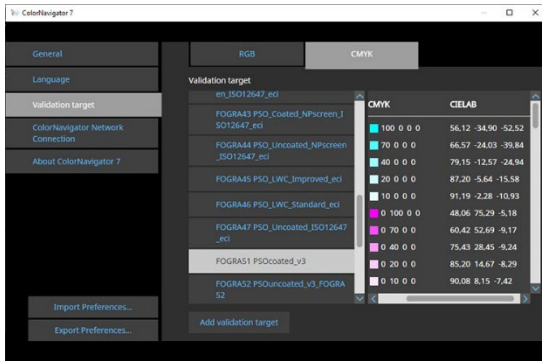 ColorNavigator 7
General
Language
Validation target
ColorNavigator Network
Connection
About ColorNavigator 7
Import Preferences...
Export Preferences...
RGB
CMYK
Validation target
en_ISO12647_eci
FOGRA43 PSO_Coated_NPscreen_I
SO12647_eci
FOGRA44 PSO_Uncoated_NPscreen
_ISO12647_eci
FOGRA45 PSO_LWC_Improved_eci
FOGRA46 PSO_LWC_Standard_eci
FOGRA47 PSO_Uncoated_ISO12647
_eci
FOGRA51 PSOcoated_v3
FOGRA52 PSOuncoated_v3_FOGRA
52
Add validation target
CMYK CIELAB
100 0 0 0 56,12 -34,90 -52,52
70 0 0 0 66,57 -24,03 -39,84
40 0 0 0 79,15 -12,57 -24,94
20 0 0 0 87,20 -5,64 -15,58
10 0 0 0 91,19 -2,28 -10,93
0 100 0 0 48,06 75,29 -5,18
0 70 0 0 60,42 52,69 -9,17
0 40 0 0 75,43 28,45 -9,24
0 20 0 0 85,20 14,67 -8,29
0 10 0 0 90,08 8,15 -7,42